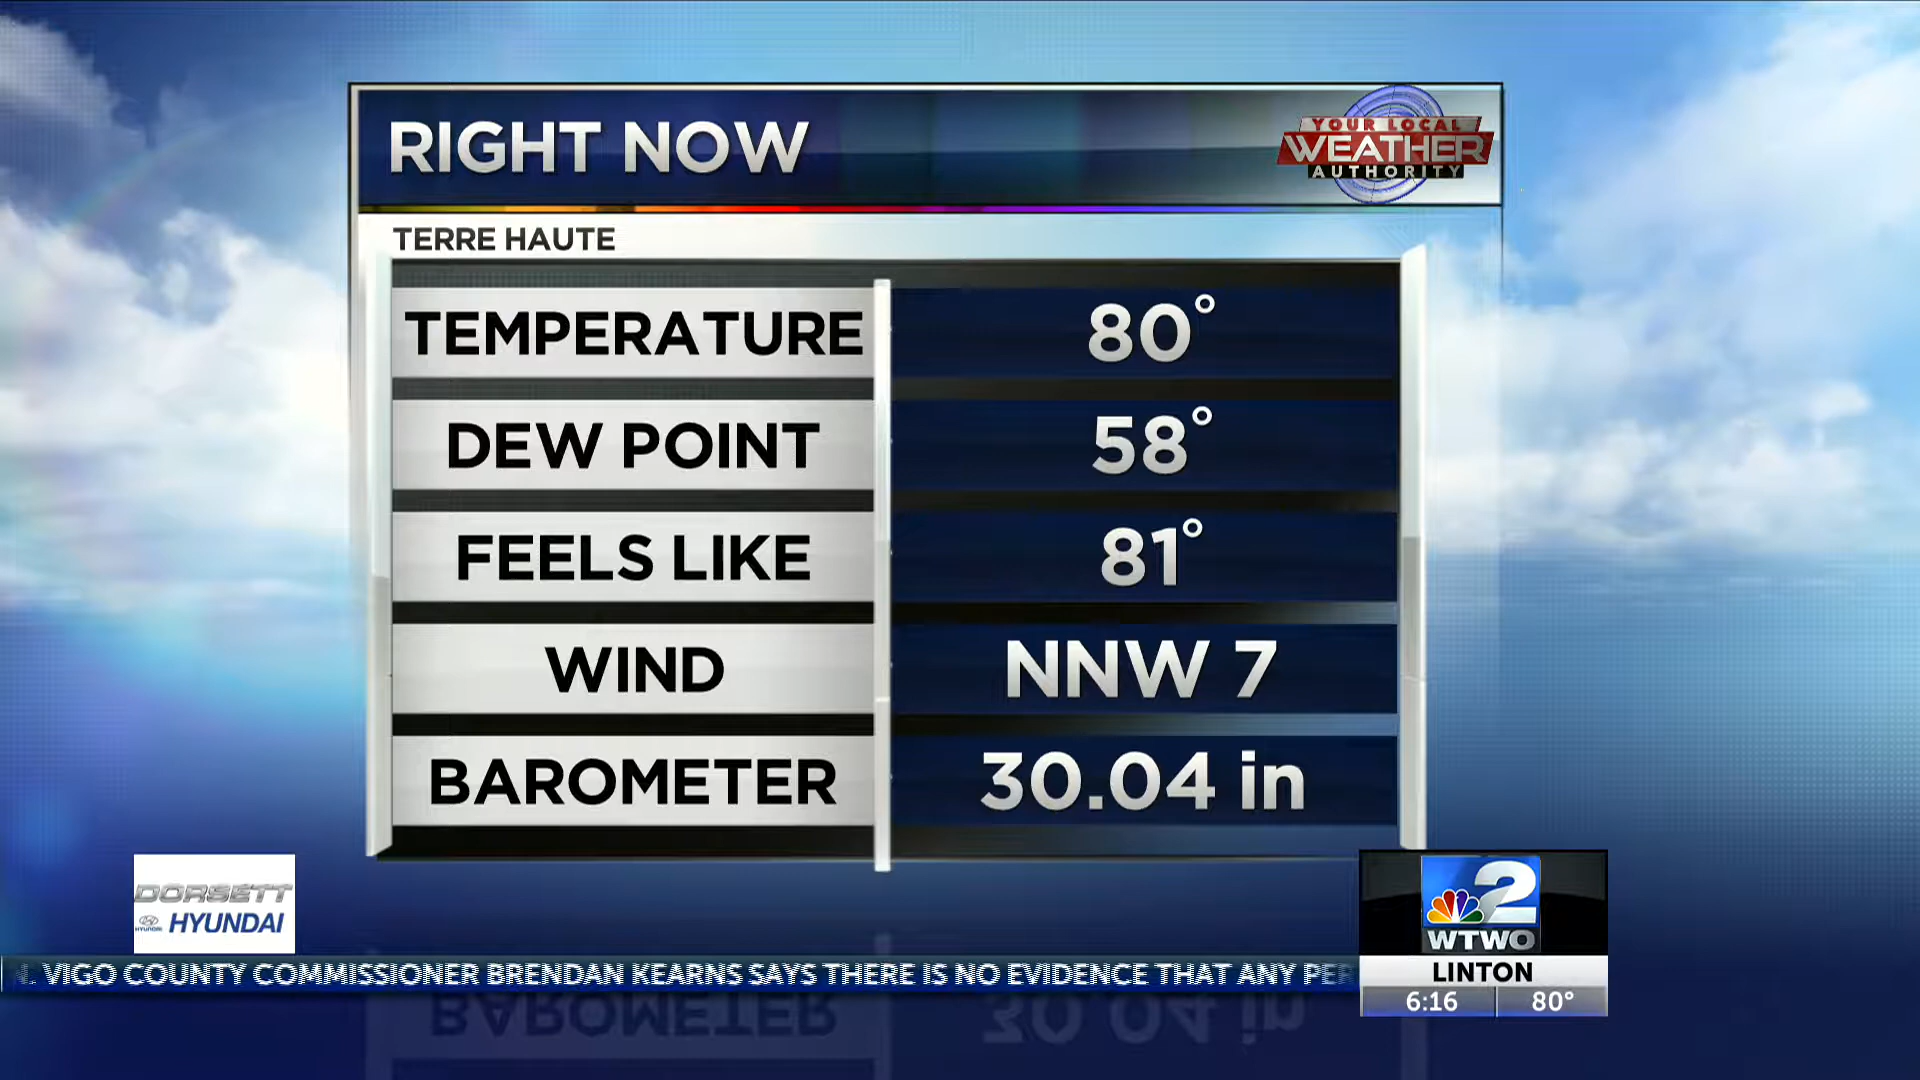 RIGHT NOW
YOUR LOCAL
WEATHER
AUTHORITY
TERRE HAUTE
TEMPERATURE 80°
DEW POINT 58°
FEELS LIKE 81°
WIND NNW 7
BAROMETER 30.04 in
DORSETT
HYUNDAI
HYUNDAI
2
WTWO
VIGO COUNTY COMMISSIONER BRENDAN KEARNS SAYS THERE IS NO EVIDENCE THAT ANY PER
LINTON
6:16 80°